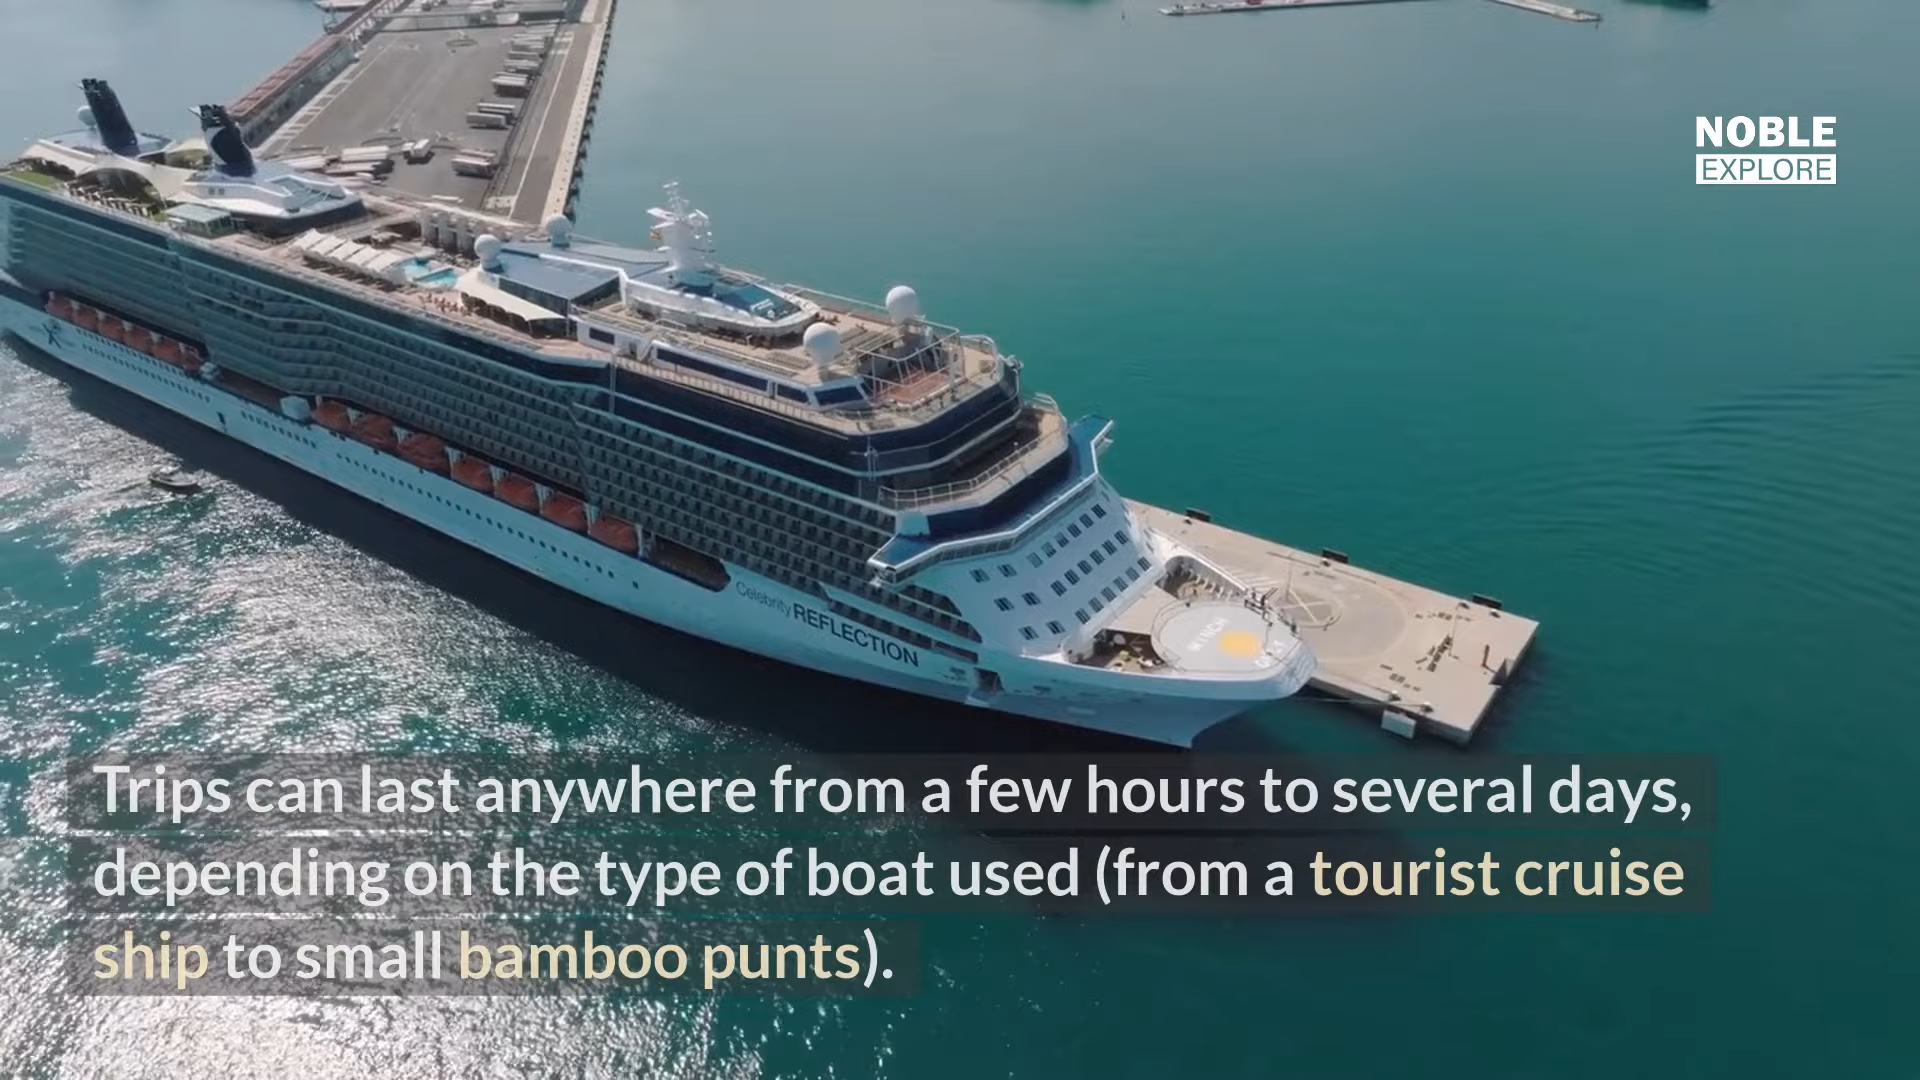 NOBLE
EXPLORE
Celebrity REFLECTION
Trips can last anywhere from a few hours to several days,
depending on the type of boat used (from a tourist cruise
ship to small bamboo punts).